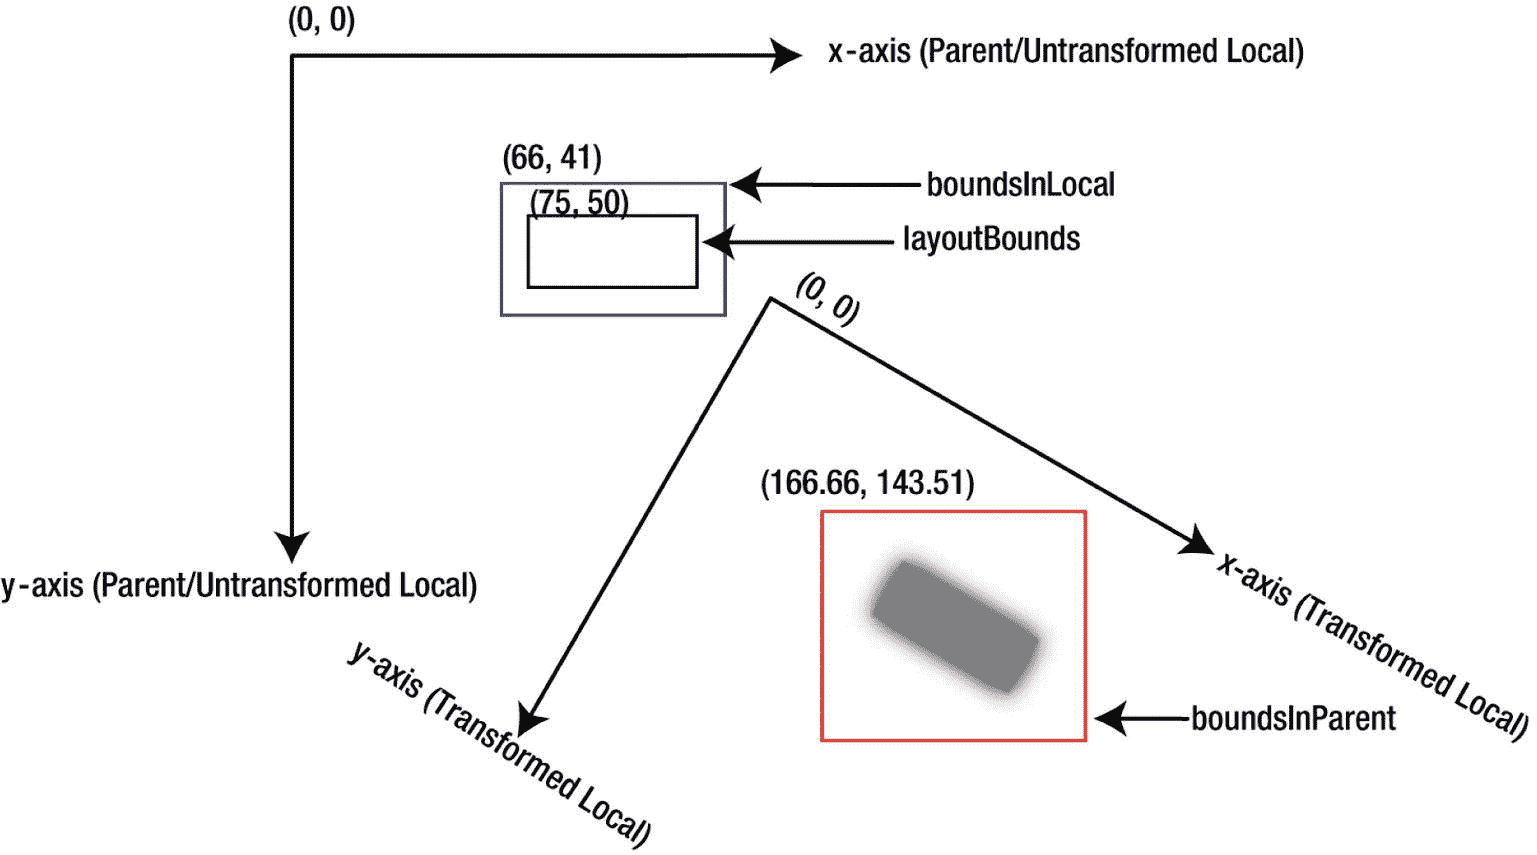 (0, 0)
x-axis (Parent/Untransformed Local)
(66, 41)
boundsInLocal
(75, 50)
layoutBounds
(0, 0)
(166.66, 143.51)
y-axis (Parent/Untransformed Local)
x-axis (Transformed Local)
y-axis (Transformed Local)
boundsInParent